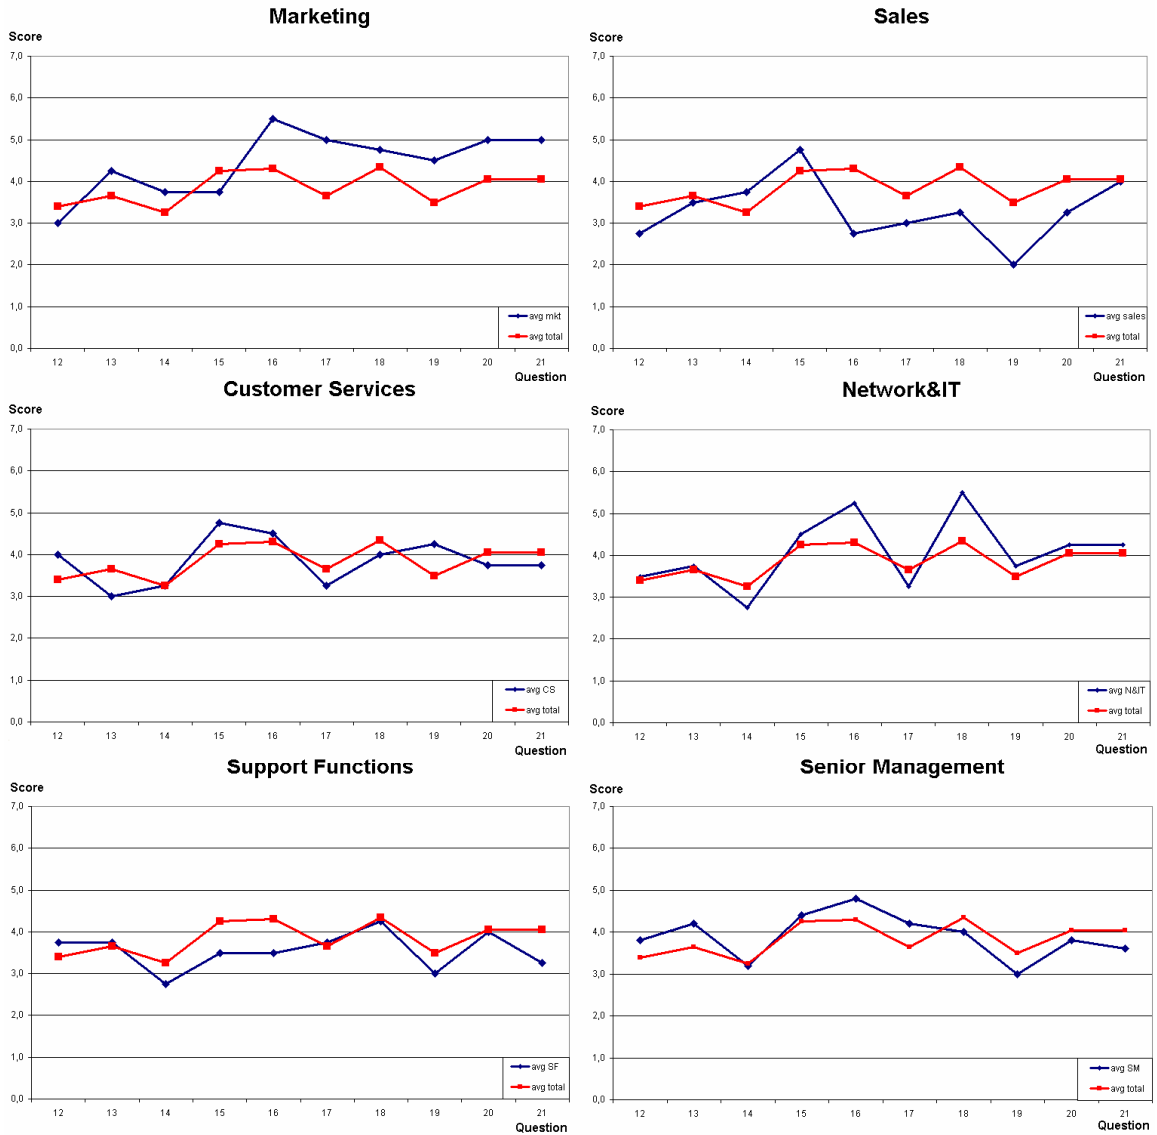 Marketing
Score
7,0
6,0
5,0
4,0
3,0
2,0
1,0
0,0
avg mkt
avg total
12 13 14 15 16 17 18 19 20 21
Question
Sales
Score
7,0
6,0
5,0
4,0
3,0
2,0
1,0
0,0
avg sales
avg total
12 13 14 15 16 17 18 19 20 21
Question
Customer Services
Score
7,0
6,0
5,0
4,0
3,0
2,0
1,0
0,0
avg CS
avg total
12 13 14 15 16 17 18 19 20 21
Question
Network&IT
Score
7,0
6,0
5,0
4,0
3,0
2,0
1,0
0,0
avg N&IT
avg total
12 13 14 15 16 17 18 19 20 21
Question
Support Functions
Score
7,0
6,0
5,0
4,0
3,0
2,0
1,0
0,0
avg SF
avg total
12 13 14 15 16 17 18 19 20 21
Question
Senior Management
Score
7,0
6,0
5,0
4,0
3,0
2,0
1,0
0,0
avg SM
avg total
12 13 14 15 16 17 18 19 20 21
Question